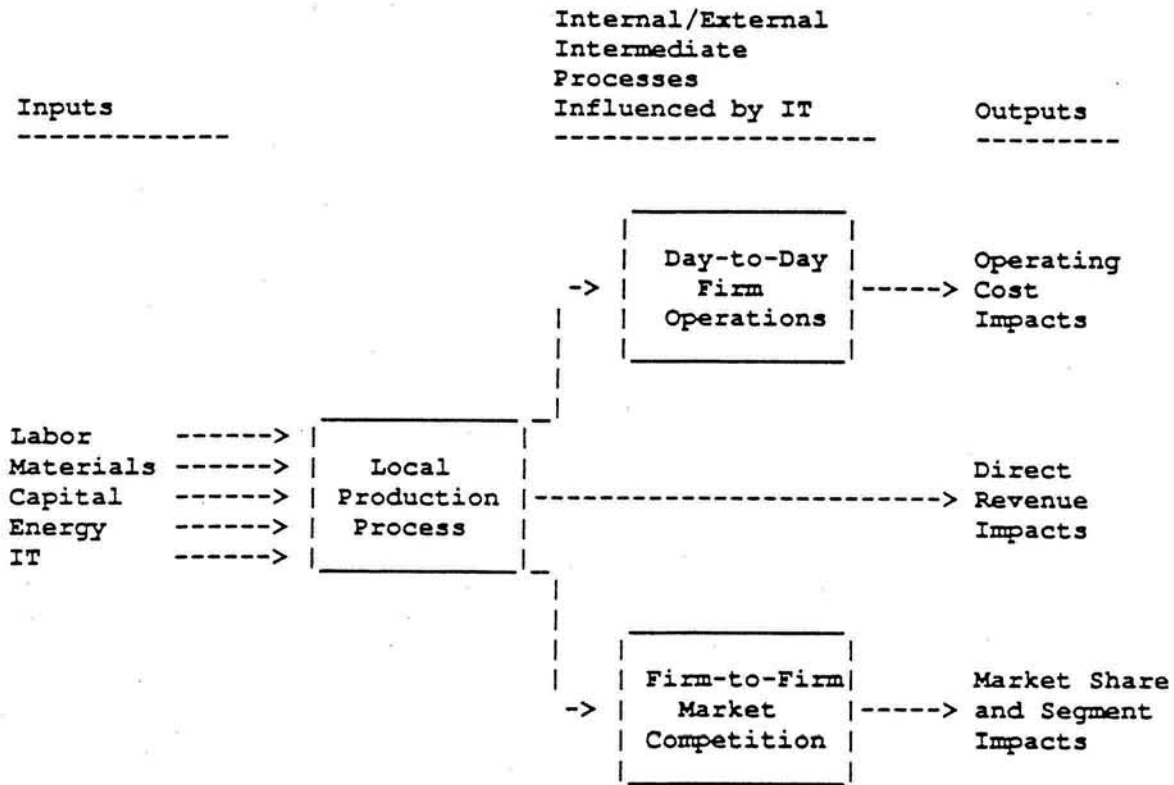 Internal/External
Intermediate
Processes
Inputs Influenced by IT Outputs
------------- -------------------- ---------
Day-to-Day Operating
-> Firm -----> Cost
Operations Impacts
Labor ------>
Materials -----> Local Direct
Capital ------> Production --------------------------> Revenue
Energy ------> Process Impacts
IT ------>
Firm-to-Firm Market Share
-> Market -----> and Segment
Competition Impacts